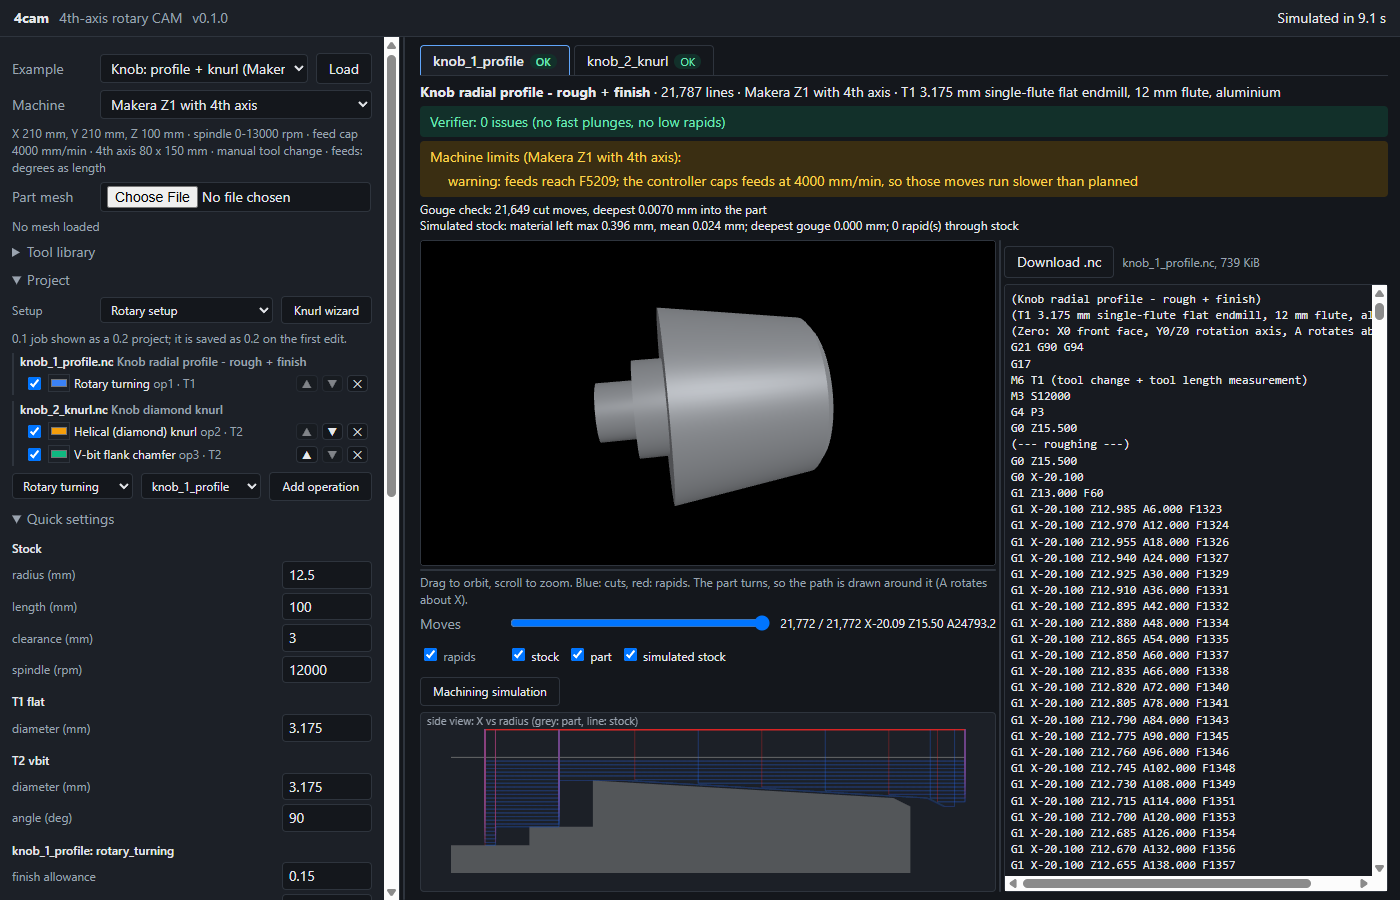 4cam 4th-axis rotary CAM v0.1.0
Simulated in 9.1 s
Example
Knob: profile + knurl (Maker
Load
Machine
Makera Z1 with 4th axis
X 210 mm, Y 210 mm, Z 100 mm · spindle 0-13000 rpm · feed cap
4000 mm/min · 4th axis 80 x 150 mm · manual tool change · feeds:
degrees as length
Part mesh
Choose File No file chosen
No mesh loaded
Tool library
Project
Setup
Rotary setup
Knurl wizard
0.1 job shown as a 0.2 project; it is saved as 0.2 on the first edit.
knob_1_profile.nc Knob radial profile - rough + finish
Rotary turning op1 · T1
knob_2_knurl.nc Knob diamond knurl
Helical (diamond) knurl op2 · T2
V-bit flank chamfer op3 · T2
Rotary turning
knob_1_profile
Add operation
Quick settings
Stock
radius (mm) 12.5
length (mm) 100
clearance (mm) 3
spindle (rpm) 12000
T1 flat
diameter (mm) 3.175
T2 vbit
diameter (mm) 3.175
angle (deg) 90
knob_1_profile: rotary_turning
finish allowance 0.15
knob_1_profile OK
knob_2_knurl OK
Knob radial profile - rough + finish · 21,787 lines · Makera Z1 with 4th axis · T1 3.175 mm single-flute flat endmill, 12 mm flute, aluminium
Verifier: 0 issues (no fast plunges, no low rapids)
Machine limits (Makera Z1 with 4th axis):
warning: feeds reach F5209; the controller caps feeds at 4000 mm/min, so those moves run slower than planned
Gouge check: 21,649 cut moves, deepest 0.0070 mm into the part
Simulated stock: material left max 0.396 mm, mean 0.024 mm; deepest gouge 0.000 mm; 0 rapid(s) through stock
Drag to orbit, scroll to zoom. Blue: cuts, red: rapids. The part turns, so the path is drawn around it (A rotates
about X).
Moves
21,772 / 21,772 X-20.09 Z15.50 A24793.2
rapids
stock
part
simulated stock
Machining simulation
side view: X vs radius (grey: part, line: stock)
Download .nc
knob_1_profile.nc, 739 KiB
(Knob radial profile - rough + finish)
(T1 3.175 mm single-flute flat endmill, 12 mm flute, al
(Zero: X0 front face, Y0/Z0 rotation axis, A rotates ab
G21 G90 G94
G17
M6 T1 (tool change + tool length measurement)
M3 S12000
G4 P3
G0 Z15.500
(--- roughing ---)
G0 Z15.500
G0 X-20.100
G1 Z13.000 F60
G1 X-20.100 Z12.985 A6.000 F1323
G1 X-20.100 Z12.970 A12.000 F1324
G1 X-20.100 Z12.955 A18.000 F1326
G1 X-20.100 Z12.940 A24.000 F1327
G1 X-20.100 Z12.925 A30.000 F1329
G1 X-20.100 Z12.910 A36.000 F1331
G1 X-20.100 Z12.895 A42.000 F1332
G1 X-20.100 Z12.880 A48.000 F1334
G1 X-20.100 Z12.865 A54.000 F1335
G1 X-20.100 Z12.850 A60.000 F1337
G1 X-20.100 Z12.835 A66.000 F1338
G1 X-20.100 Z12.820 A72.000 F1340
G1 X-20.100 Z12.805 A78.000 F1341
G1 X-20.100 Z12.790 A84.000 F1343
G1 X-20.100 Z12.775 A90.000 F1345
G1 X-20.100 Z12.760 A96.000 F1346
G1 X-20.100 Z12.745 A102.000 F1348
G1 X-20.100 Z12.730 A108.000 F1349
G1 X-20.100 Z12.715 A114.000 F1351
G1 X-20.100 Z12.700 A120.000 F1353
G1 X-20.100 Z12.685 A126.000 F1354
G1 X-20.100 Z12.670 A132.000 F1356
G1 X-20.100 Z12.655 A138.000 F1357